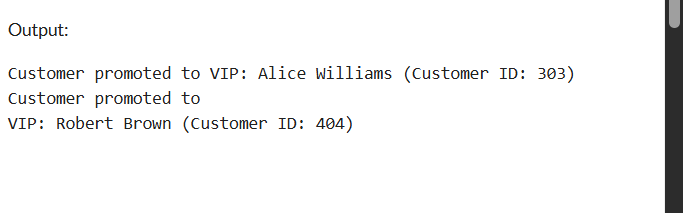 Output:
Customer promoted to VIP: Alice Williams (Customer ID: 303)
Customer promoted to
VIP: Robert Brown (Customer ID: 404)